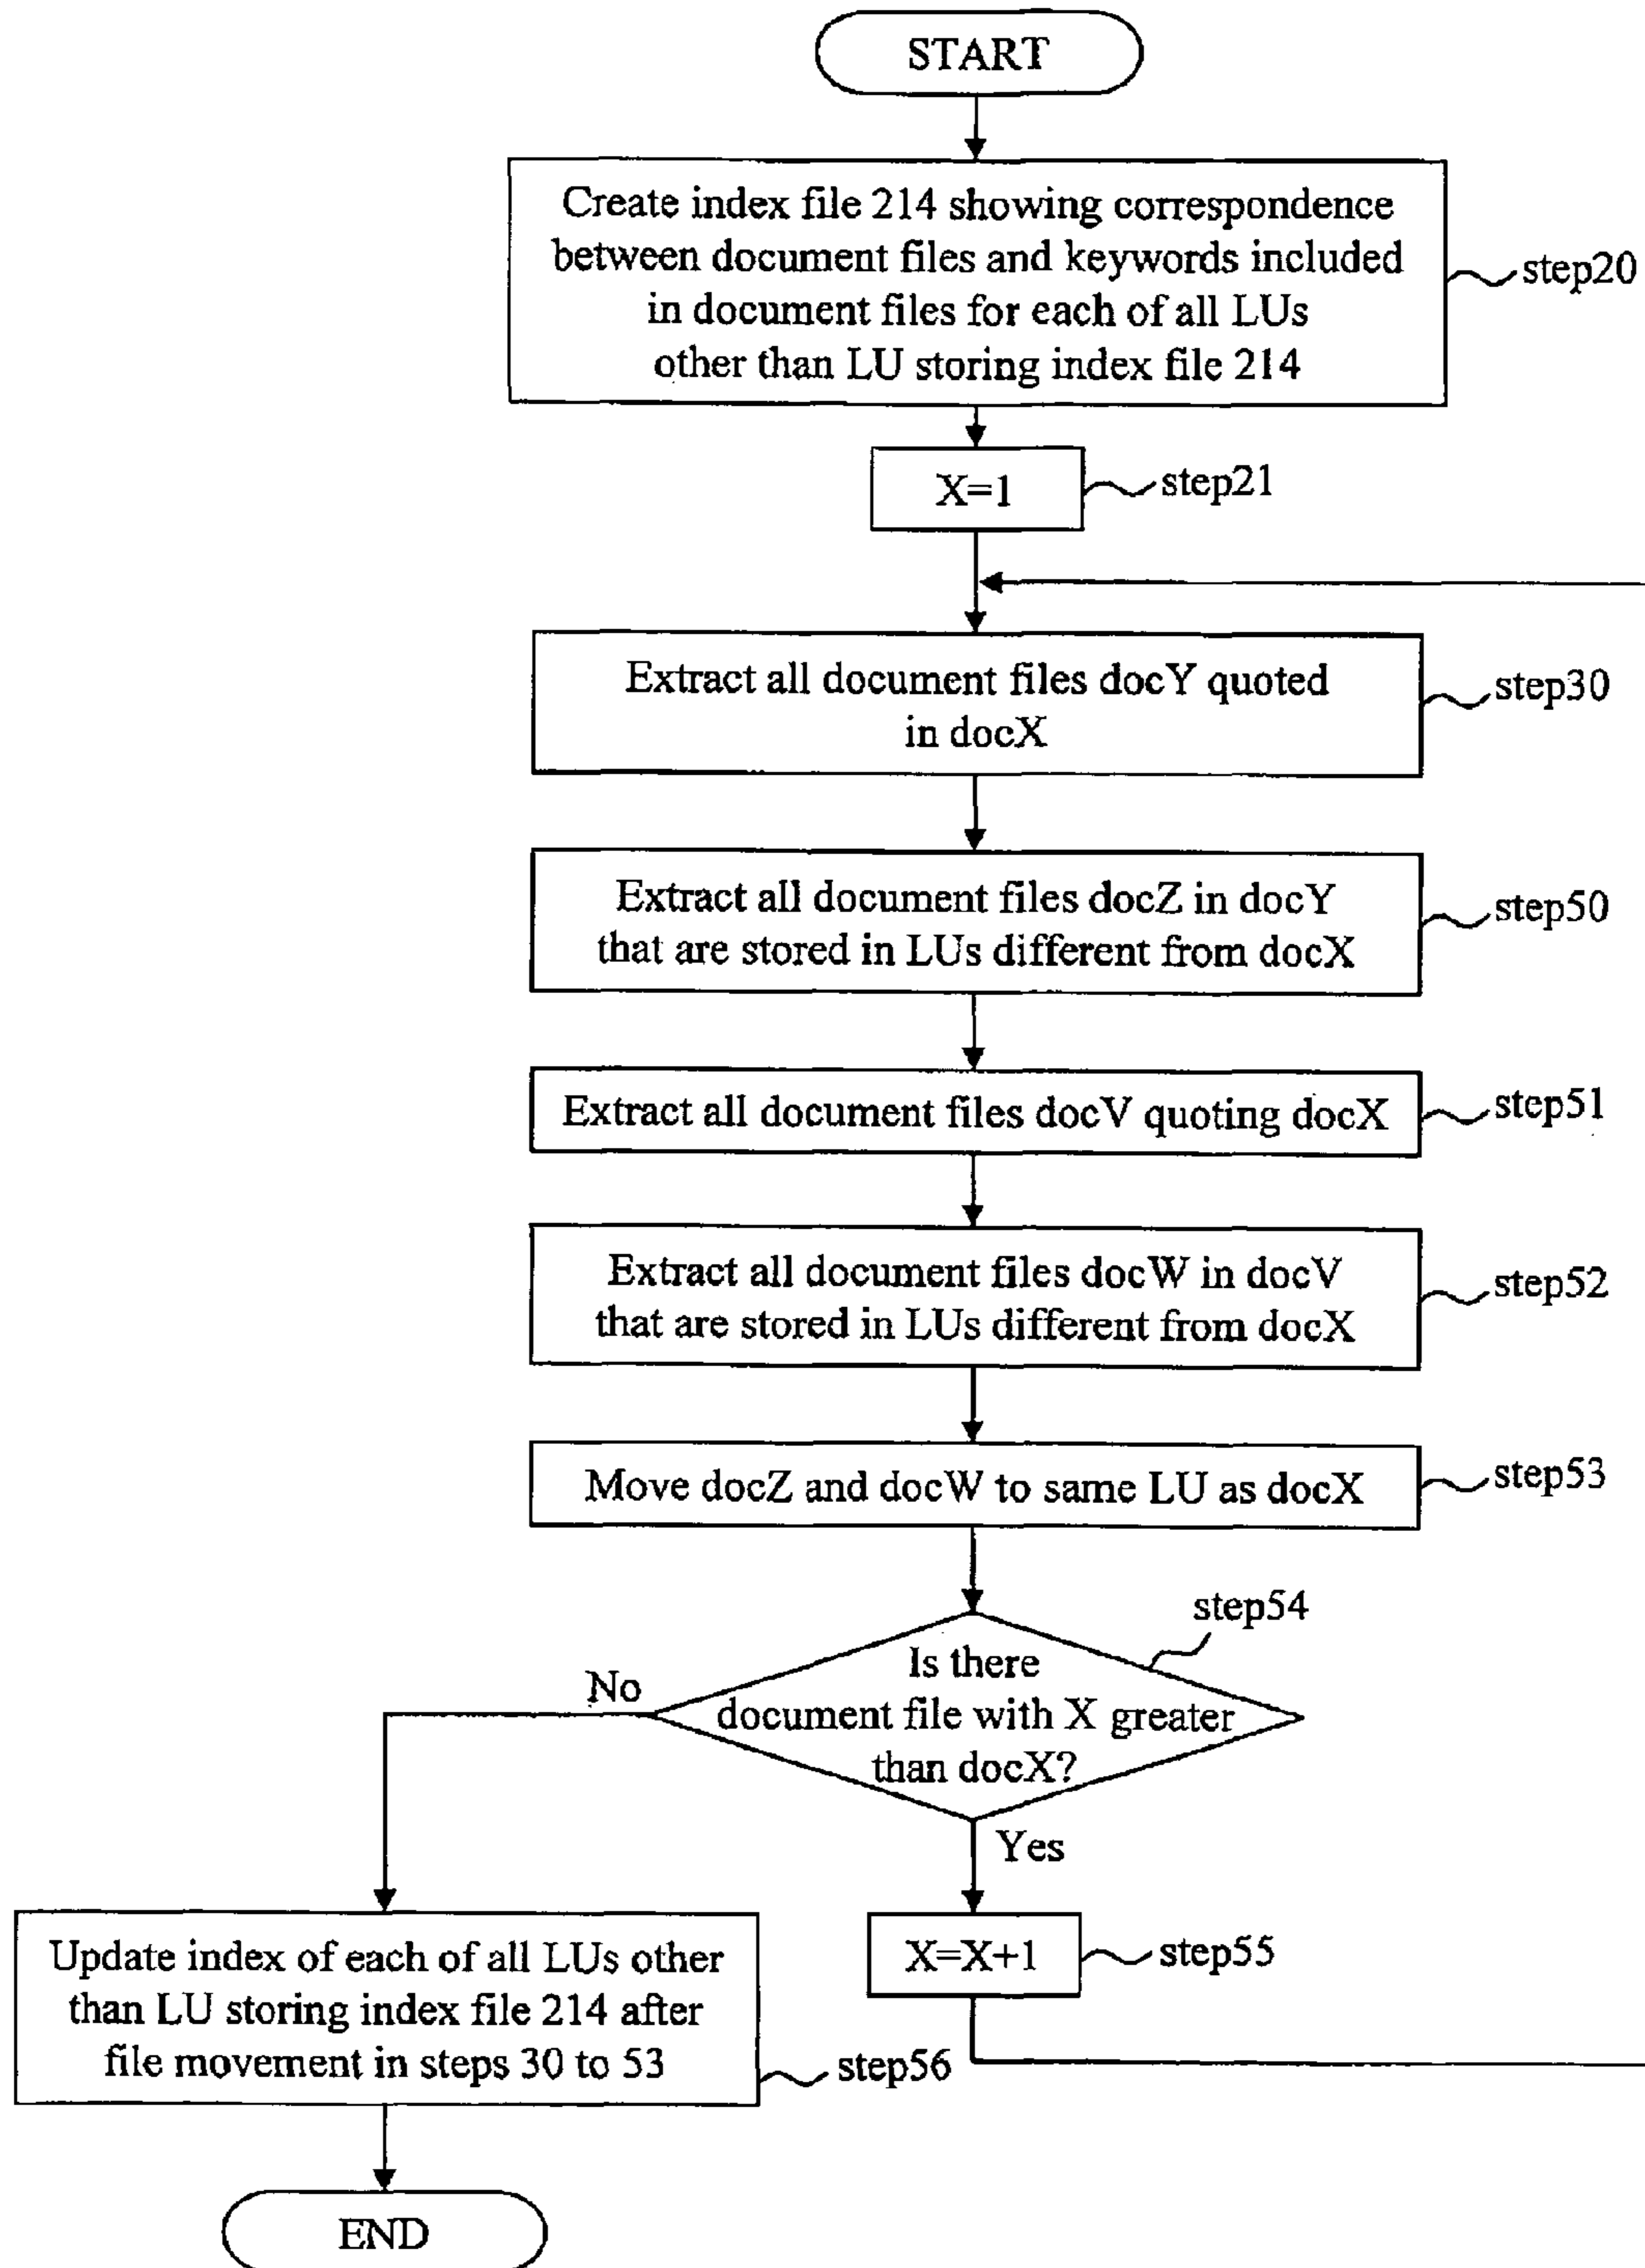 START
Create index file 214 showing correspondence
between document files and keywords included
in document files for each of all LUs
other than LU storing index file 214
step20
X=1
step21
Extract all document files docY quoted
in docX
step30
Extract all document files docZ in docY
that are stored in LUs different from docX
step50
Extract all document files docV quoting docX
step51
Extract all document files docW in docV
that are stored in LUs different from docX
step52
Move docZ and docW to same LU as docX
step53
step54
Is there
document file with X greater
than docX?
No
Yes
X=X+1
step55
Update index of each of all LUs other
than LU storing index file 214 after
file movement in steps 30 to 53
step56
END